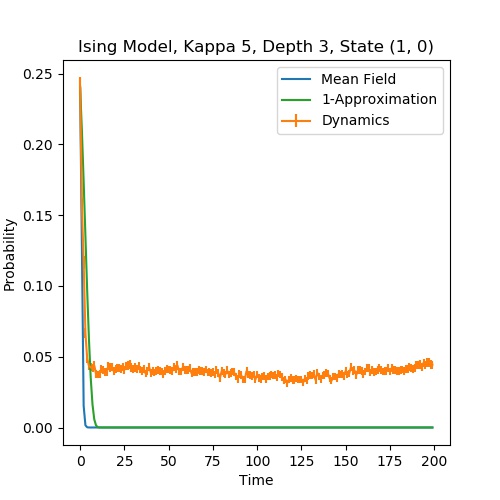 Ising Model, Kappa 5, Depth 3, State (1, 0)
Mean Field
1-Approximation
Dynamics
0.25
0.20
0.15
0.10
0.05
0.00
Probability
0 25 50 75 100 125 150 175 200
Time